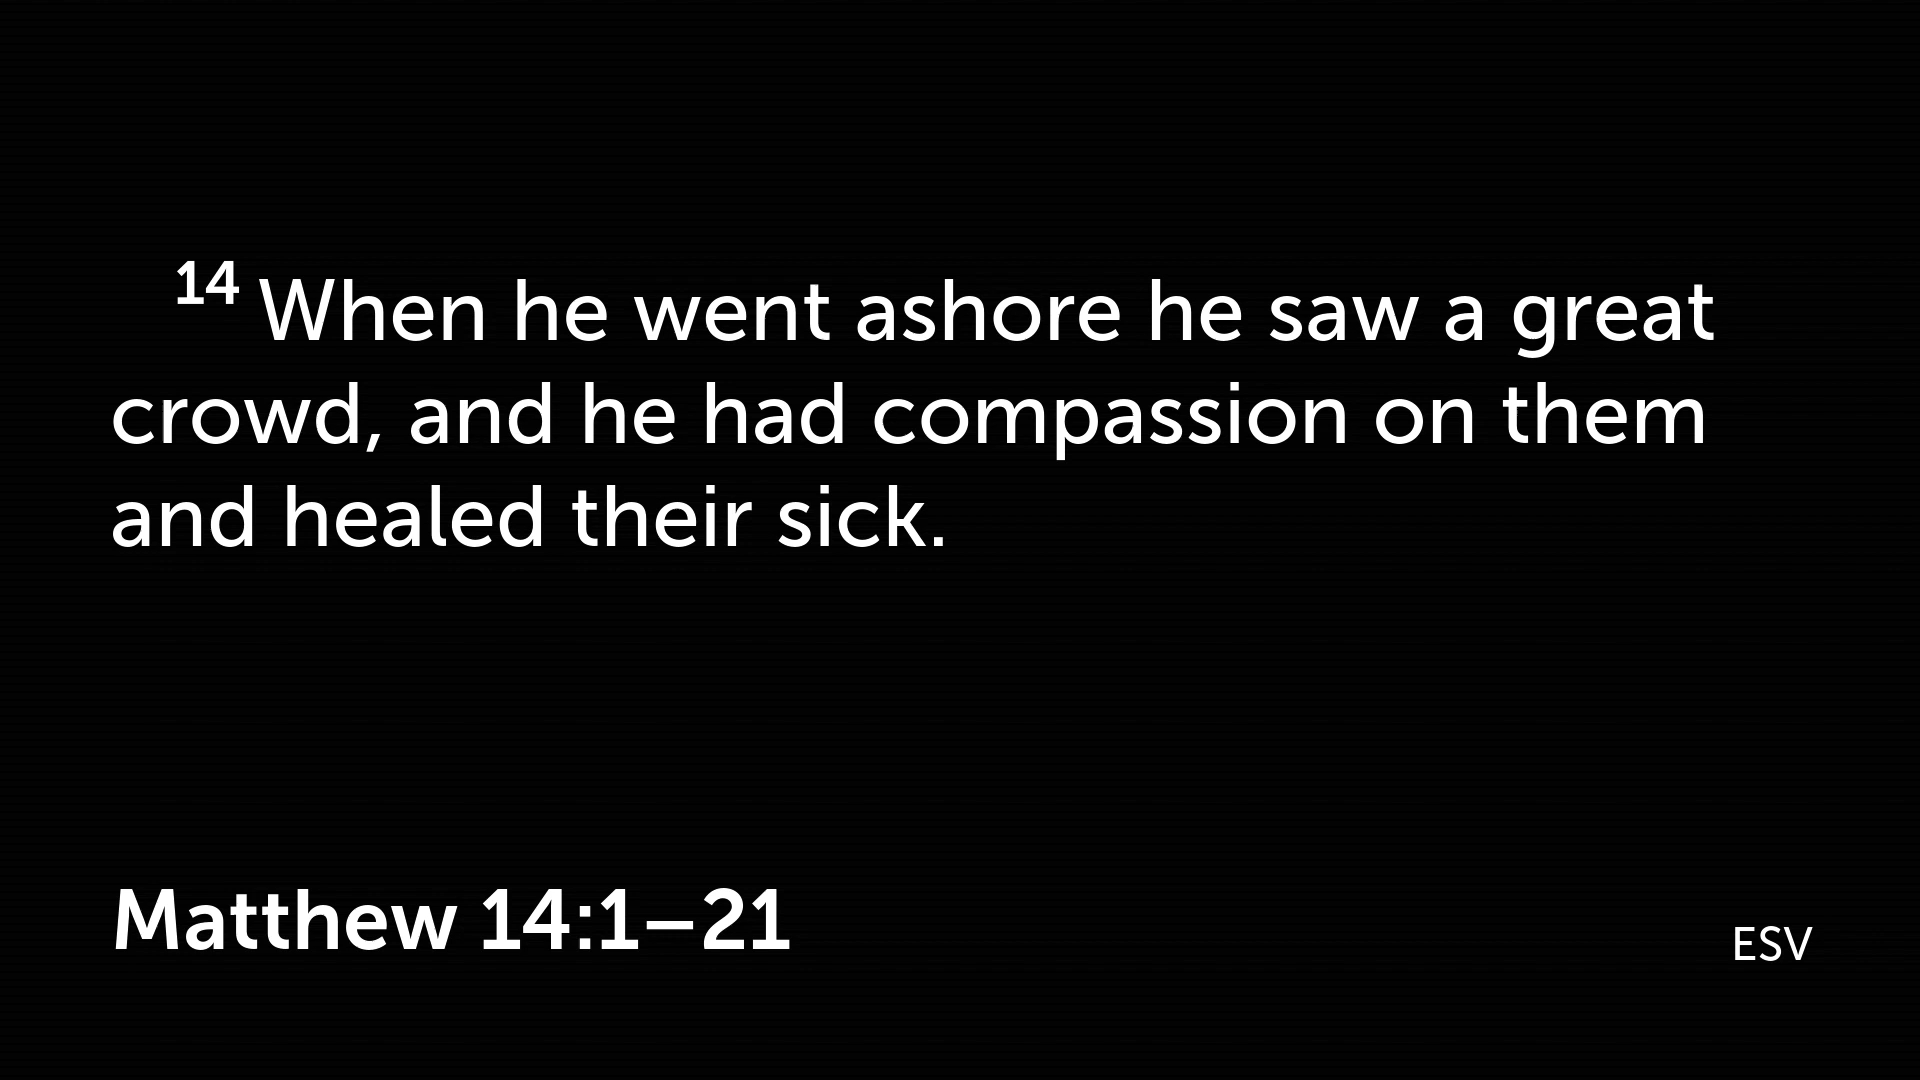 14 When he went ashore he saw a great
crowd, and he had compassion on them
and healed their sick.
Matthew 14:1–21
ESV